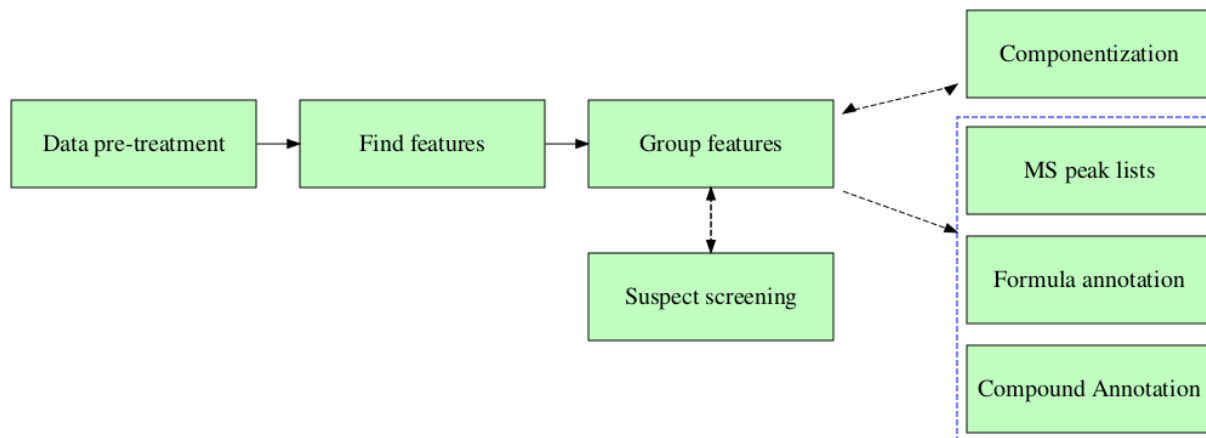 Data pre-treatment
Find features
Group features
Suspect screening
Componentization
MS peak lists
Formula annotation
Compound Annotation